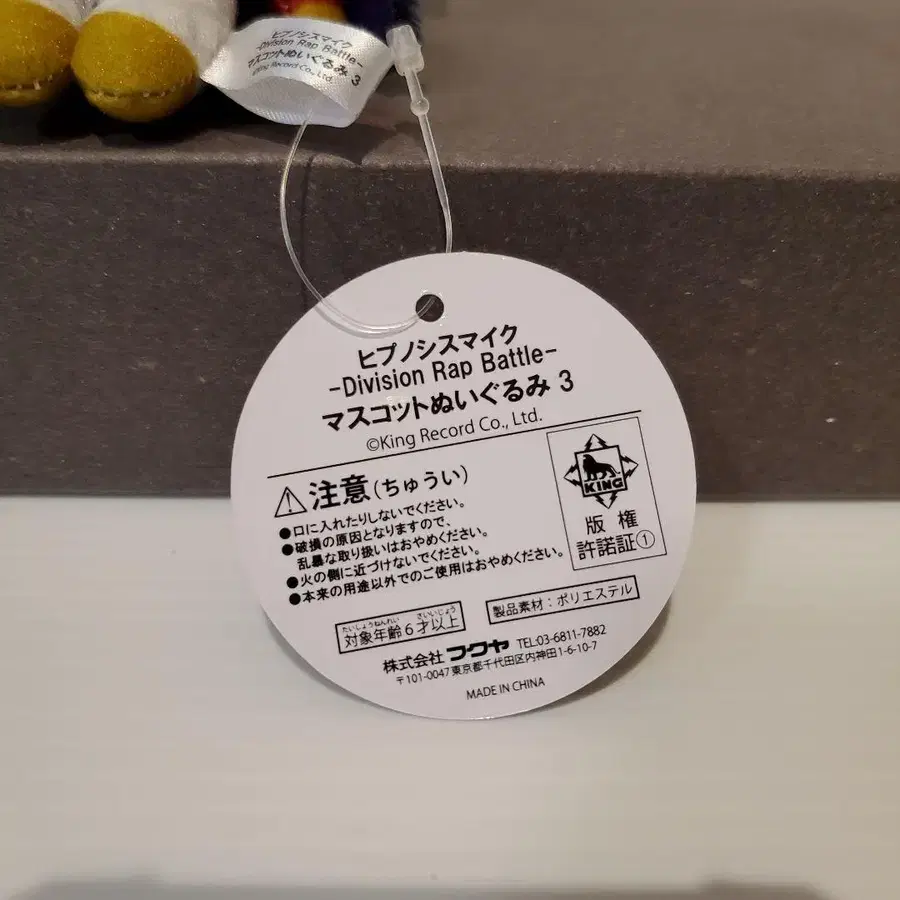 ヒプノシスマイク
-Division Rap Battle-
マスコットぬいぐるみ 3
©King Record Co., Ltd.
ヒプノシスマイク
-Division Rap Battle-
マスコットぬいぐるみ 3
©King Record Co., Ltd.
注意(ちゅうい)
●口に入れたりしないでください。
●破損の原因となりますので、
乱暴な取り扱いはおやめください。
●火の側に近づけないでください。
●本来の用途以外でのご使用はおやめください。
KING
版権
許諾証①
たいしょうねんれい さいいじょう
対象年齢6才以上
製品素材:ポリエステル
株式会社 フクヤ TEL:03-6811-7882
〒101-0047 東京都千代田区内神田1-6-10-7
MADE IN CHINA